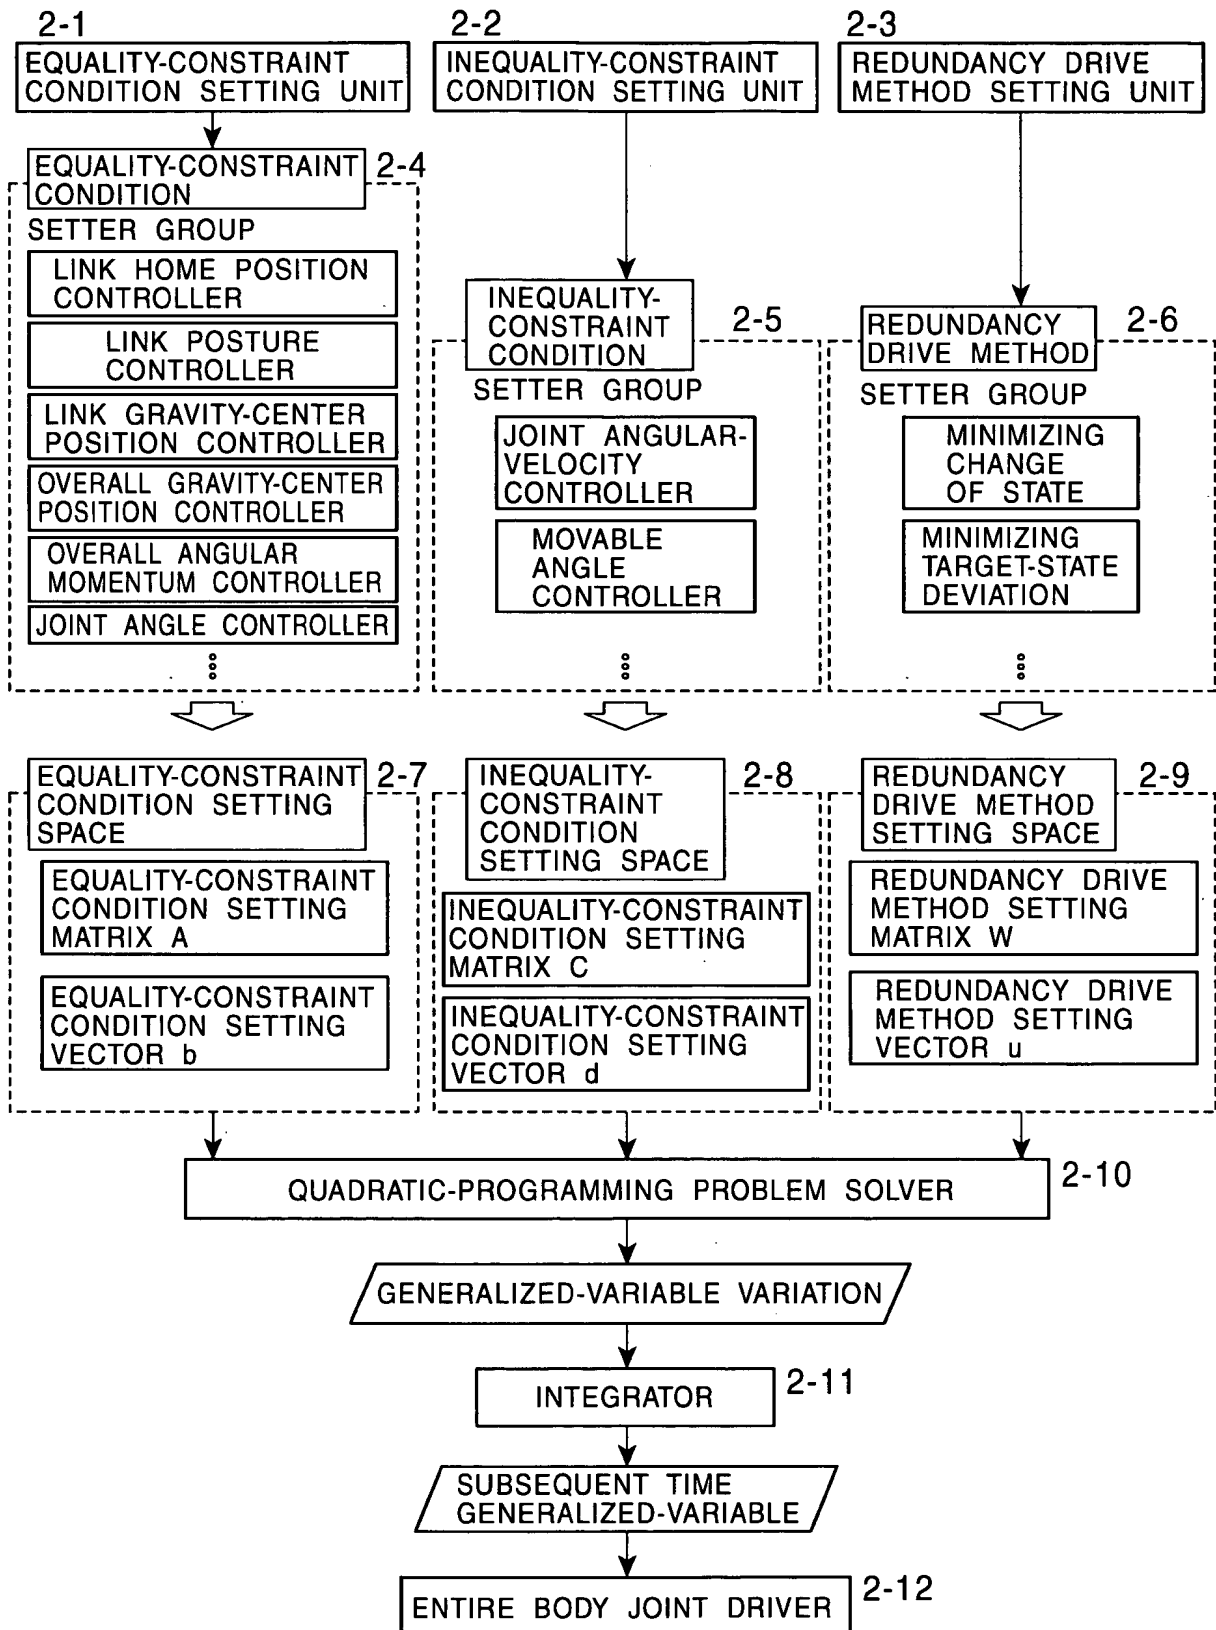 2-1
EQUALITY-CONSTRAINT
CONDITION SETTING UNIT
2-2
INEQUALITY-CONSTRAINT
CONDITION SETTING UNIT
2-3
REDUNDANCY DRIVE
METHOD SETTING UNIT
EQUALITY-CONSTRAINT
CONDITION
2-4
SETTER GROUP
LINK HOME POSITION
CONTROLLER
LINK POSTURE
CONTROLLER
LINK GRAVITY-CENTER
POSITION CONTROLLER
OVERALL GRAVITY-CENTER
POSITION CONTROLLER
OVERALL ANGULAR
MOMENTUM CONTROLLER
JOINT ANGLE CONTROLLER
INEQUALITY-
CONSTRAINT
CONDITION
2-5
SETTER GROUP
JOINT ANGULAR-
VELOCITY
CONTROLLER
MOVABLE
ANGLE
CONTROLLER
REDUNDANCY
DRIVE METHOD
2-6
SETTER GROUP
MINIMIZING
CHANGE
OF STATE
MINIMIZING
TARGET-STATE
DEVIATION
EQUALITY-CONSTRAINT
CONDITION SETTING
SPACE
2-7
EQUALITY-CONSTRAINT
CONDITION SETTING
MATRIX A
EQUALITY-CONSTRAINT
CONDITION SETTING
VECTOR b
INEQUALITY-
CONSTRAINT
CONDITION
SETTING SPACE
2-8
INEQUALITY-CONSTRAINT
CONDITION SETTING
MATRIX C
INEQUALITY-CONSTRAINT
CONDITION SETTING
VECTOR d
REDUNDANCY
DRIVE METHOD
SETTING SPACE
2-9
REDUNDANCY DRIVE
METHOD SETTING
MATRIX W
REDUNDANCY DRIVE
METHOD SETTING
VECTOR u
QUADRATIC-PROGRAMMING PROBLEM SOLVER
2-10
GENERALIZED-VARIABLE VARIATION
INTEGRATOR
2-11
SUBSEQUENT TIME
GENERALIZED-VARIABLE
ENTIRE BODY JOINT DRIVER
2-12